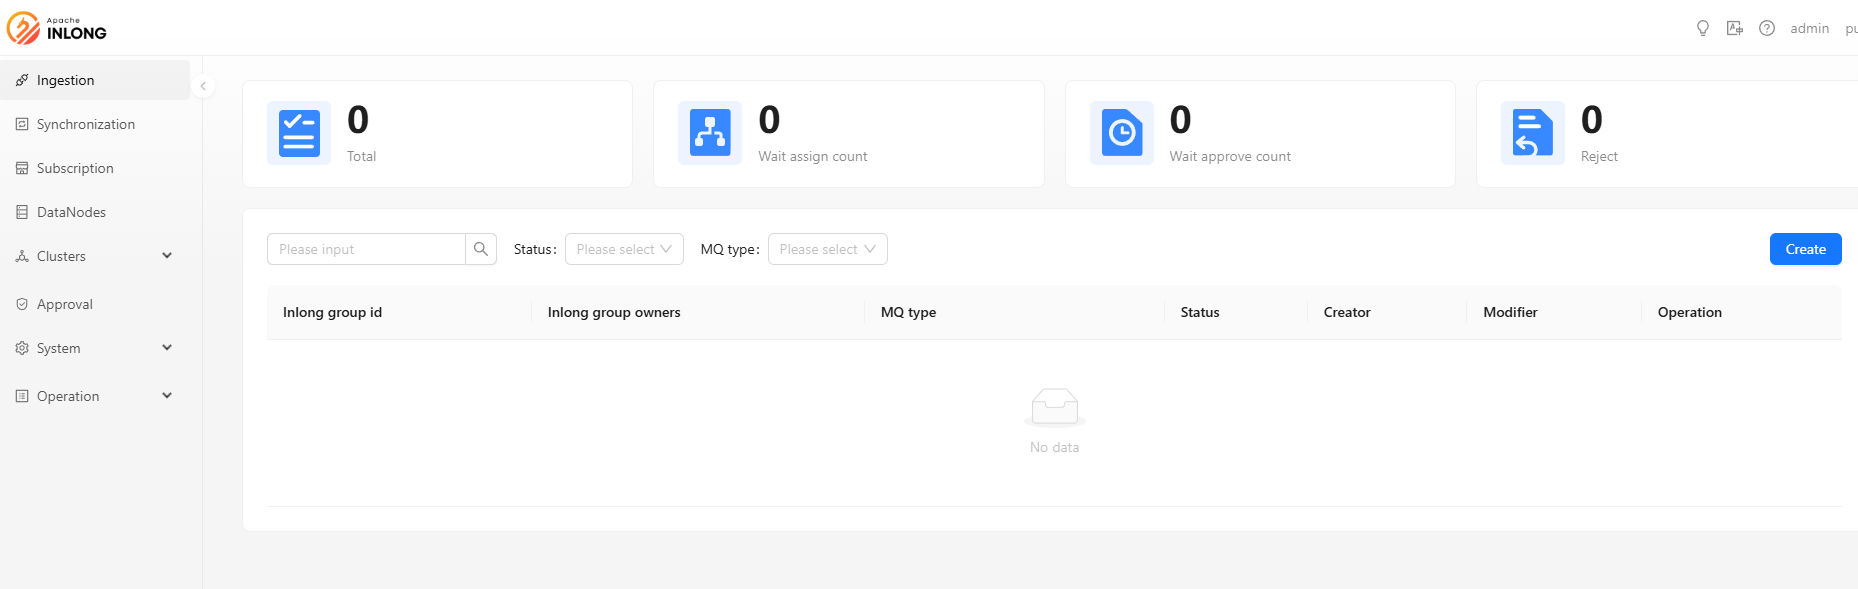 Apache
INLONG
admin pu
Ingestion
Synchronization
Subscription
DataNodes
Clusters
Approval
System
Operation
0
Total
0
Wait assign count
0
Wait approve count
0
Reject
Please input Status: Please select MQ type: Please select Create
Inlong group id Inlong group owners MQ type Status Creator Modifier Operation
No data